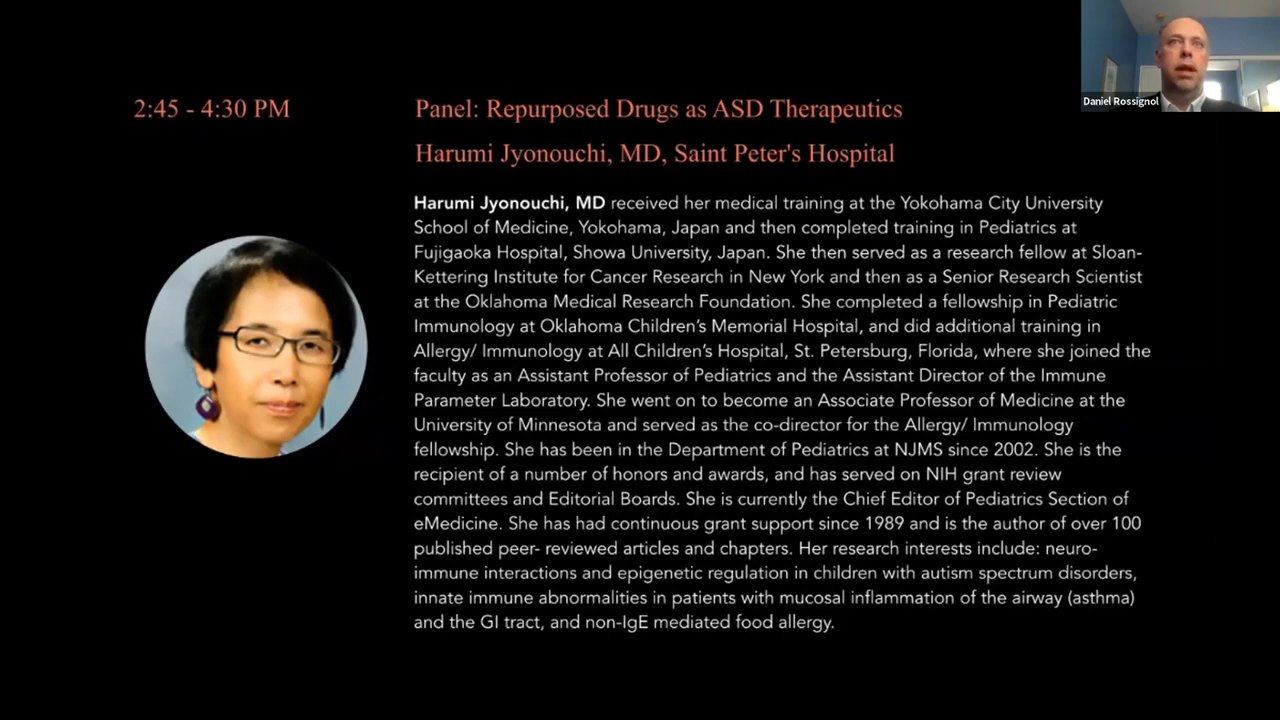 Daniel Rossignol
2:45 - 4:30 PM
Panel: Repurposed Drugs as ASD Therapeutics
Harumi Jyonouchi, MD, Saint Peter's Hospital
Harumi Jyonouchi, MD received her medical training at the Yokohama City University
School of Medicine, Yokohama, Japan and then completed training in Pediatrics at
Fujigaoka Hospital, Showa University, Japan. She then served as a research fellow at Sloan-
Kettering Institute for Cancer Research in New York and then as a Senior Research Scientist
at the Oklahoma Medical Research Foundation. She completed a fellowship in Pediatric
Immunology at Oklahoma Children’s Memorial Hospital, and did additional training in
Allergy/ Immunology at All Children’s Hospital, St. Petersburg, Florida, where she joined the
faculty as an Assistant Professor of Pediatrics and the Assistant Director of the Immune
Parameter Laboratory. She went on to become an Associate Professor of Medicine at the
University of Minnesota and served as the co-director for the Allergy/ Immunology
fellowship. She has been in the Department of Pediatrics at NJMS since 2002. She is the
recipient of a number of honors and awards, and has served on NIH grant review
committees and Editorial Boards. She is currently the Chief Editor of Pediatrics Section of
eMedicine. She has had continuous grant support since 1989 and is the author of over 100
published peer- reviewed articles and chapters. Her research interests include: neuro-
immune interactions and epigenetic regulation in children with autism spectrum disorders,
innate immune abnormalities in patients with mucosal inflammation of the airway (asthma)
and the GI tract, and non-IgE mediated food allergy.